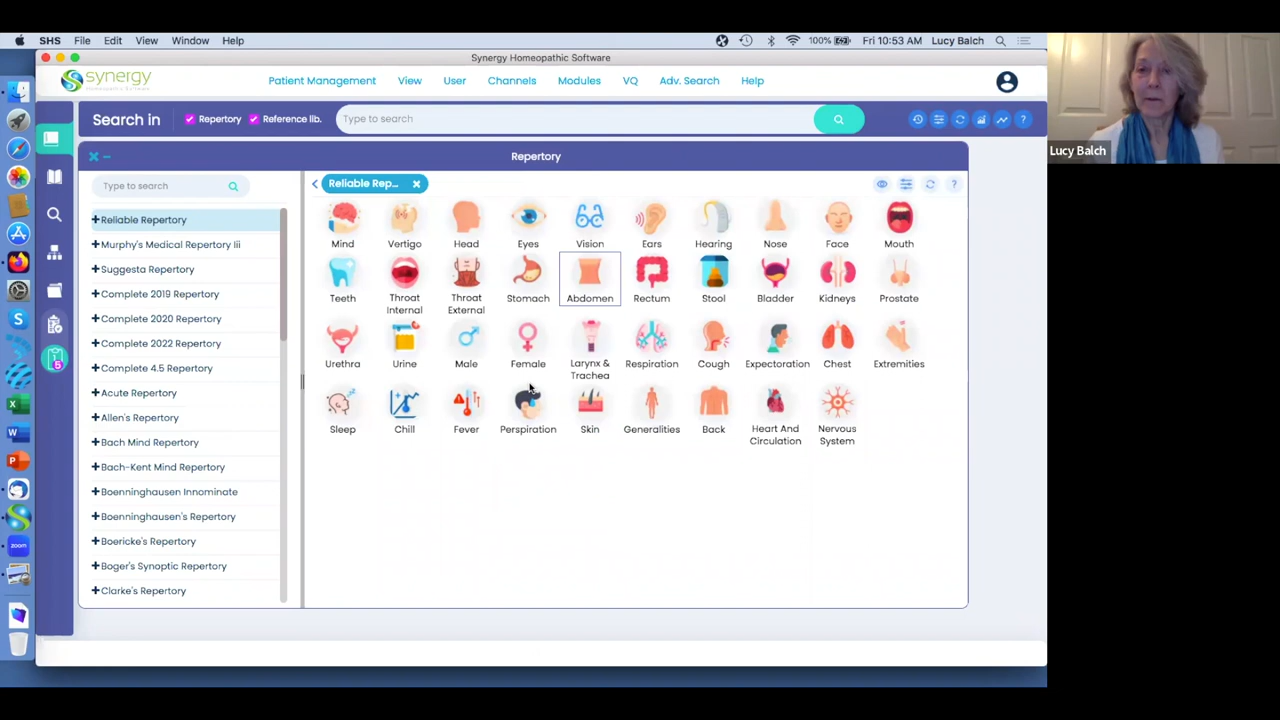 SHS File Edit View Window Help 100% Fri 10:53 AM Lucy Balch
Synergy Homeopathic Software
synergy Patient Management View User Channels Modules VQ Adv. Search Help
Search in Repertory Reference lib. Type to search ?
Repertory
Type to search
Reliable Rep... ?
Reliable Repertory
Murphy's Medical Repertory Iii
Suggesta Repertory
Complete 2019 Repertory
Complete 2020 Repertory
Complete 2022 Repertory
Complete 4.5 Repertory
Acute Repertory
Allen's Repertory
Bach Mind Repertory
Bach-Kent Mind Repertory
Boenninghausen Innominate
Boenninghausen's Repertory
Boericke's Repertory
Boger's Synoptic Repertory
Clarke's Repertory
Mind Vertigo Head Eyes Vision Ears Hearing Nose Face Mouth
Teeth Throat Internal Throat External Stomach Abdomen Rectum Stool Bladder Kidneys Prostate
Urethra Urine Male Female Larynx & Trachea Respiration Cough Expectoration Chest Extremities
Sleep Chill Fever Perspiration Skin Generalities Back Heart And Circulation Nervous System
5
zoom
Lucy Balch